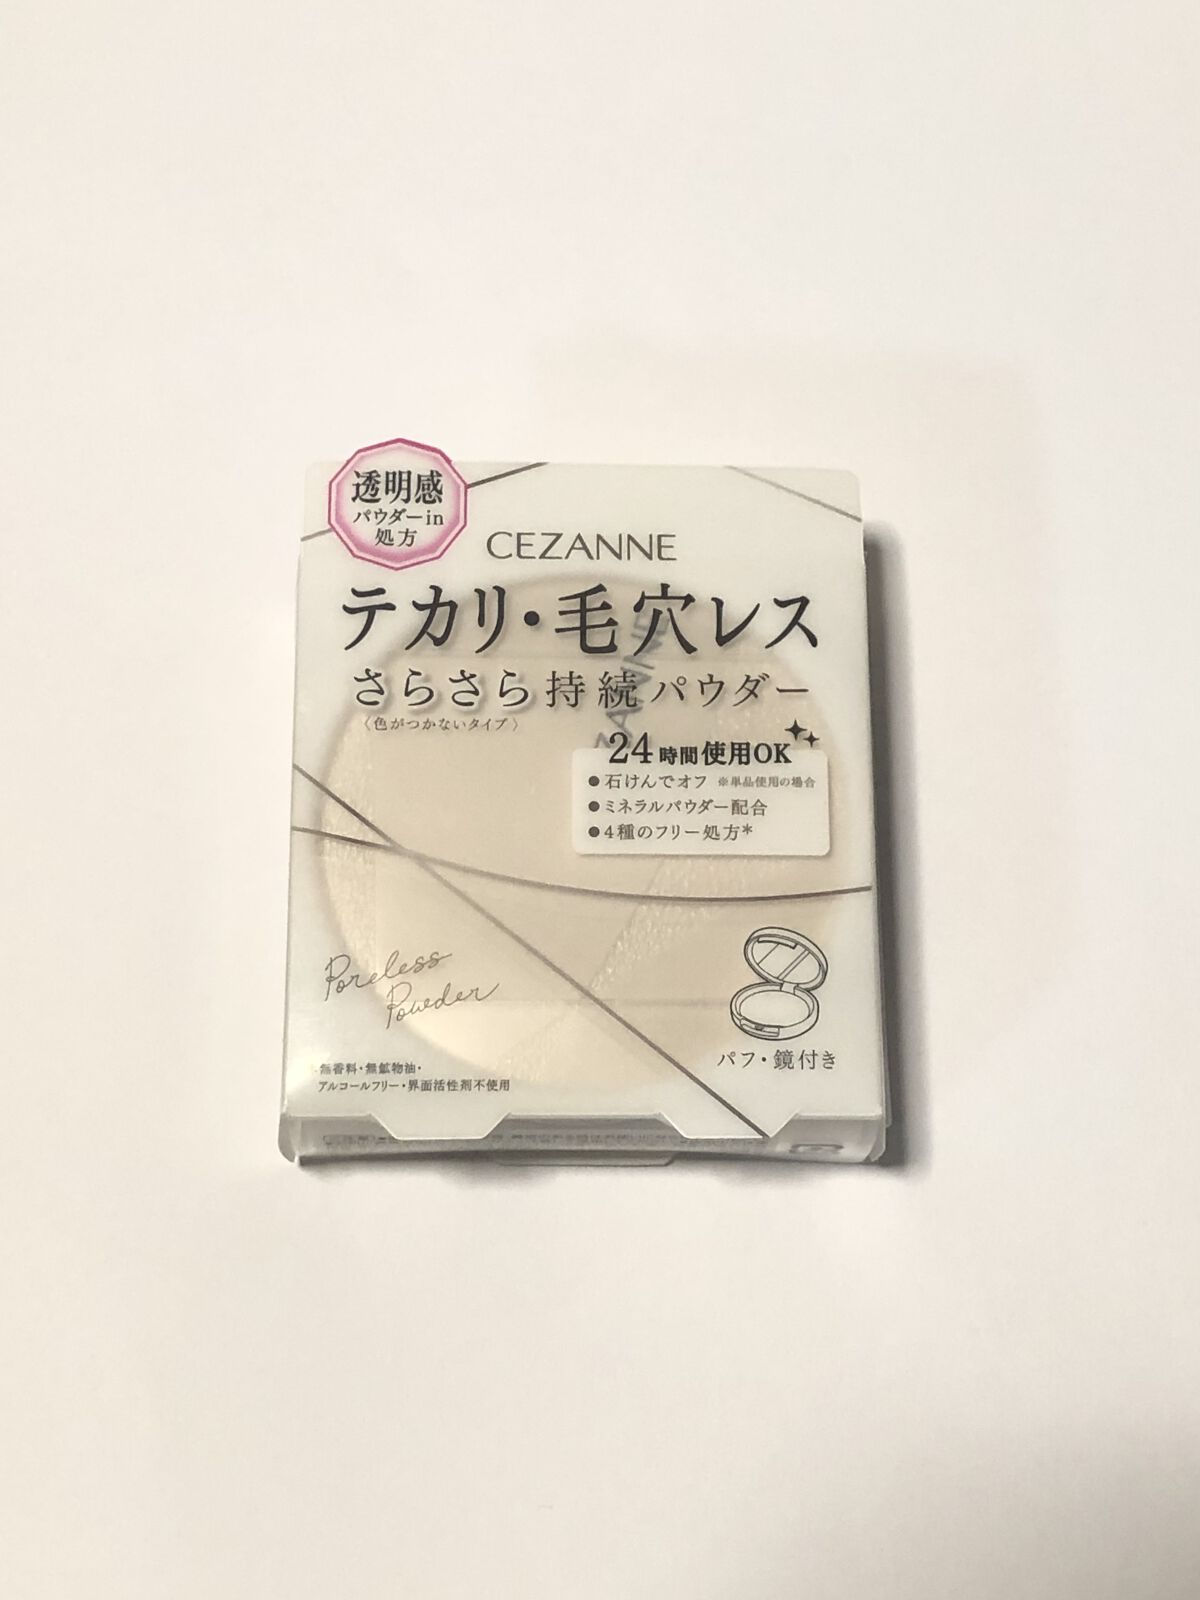 透明感
パウダーin
処方
CEZANNE
テカリ・毛穴レス
さらさら持続パウダー
〈色がつかないタイプ〉
24時間使用OK
●石けんでオフ ※単品使用の場合
●ミネラルパウダー配合
●4種のフリー処方*
Poreless
Powder
パフ・鏡付き
*無香料・無鉱物油・
アルコールフリー・界面活性剤不使用